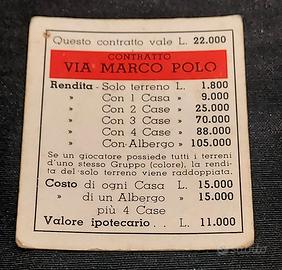 Questo contratto vale L. 22.000
CONTRATTO
VIA MARCO POLO
Rendita - Solo terreno L. 1.800
» Con 1 Casa » 9.000
» Con 2 Case » 25.000
» Con 3 Case » 70.000
» Con 4 Case » 88.000
» Con Albergo » 105.000
Se un giocatore possiede tutti i terreni
d'uno stesso Gruppo (colore), la rendi-
ta del solo terreno viene raddoppiata.
Costo di ogni Casa L. 15.000
» di un Albergo » 15.000
più 4 Case
Valore ipotecario . . L. 11.000
subito